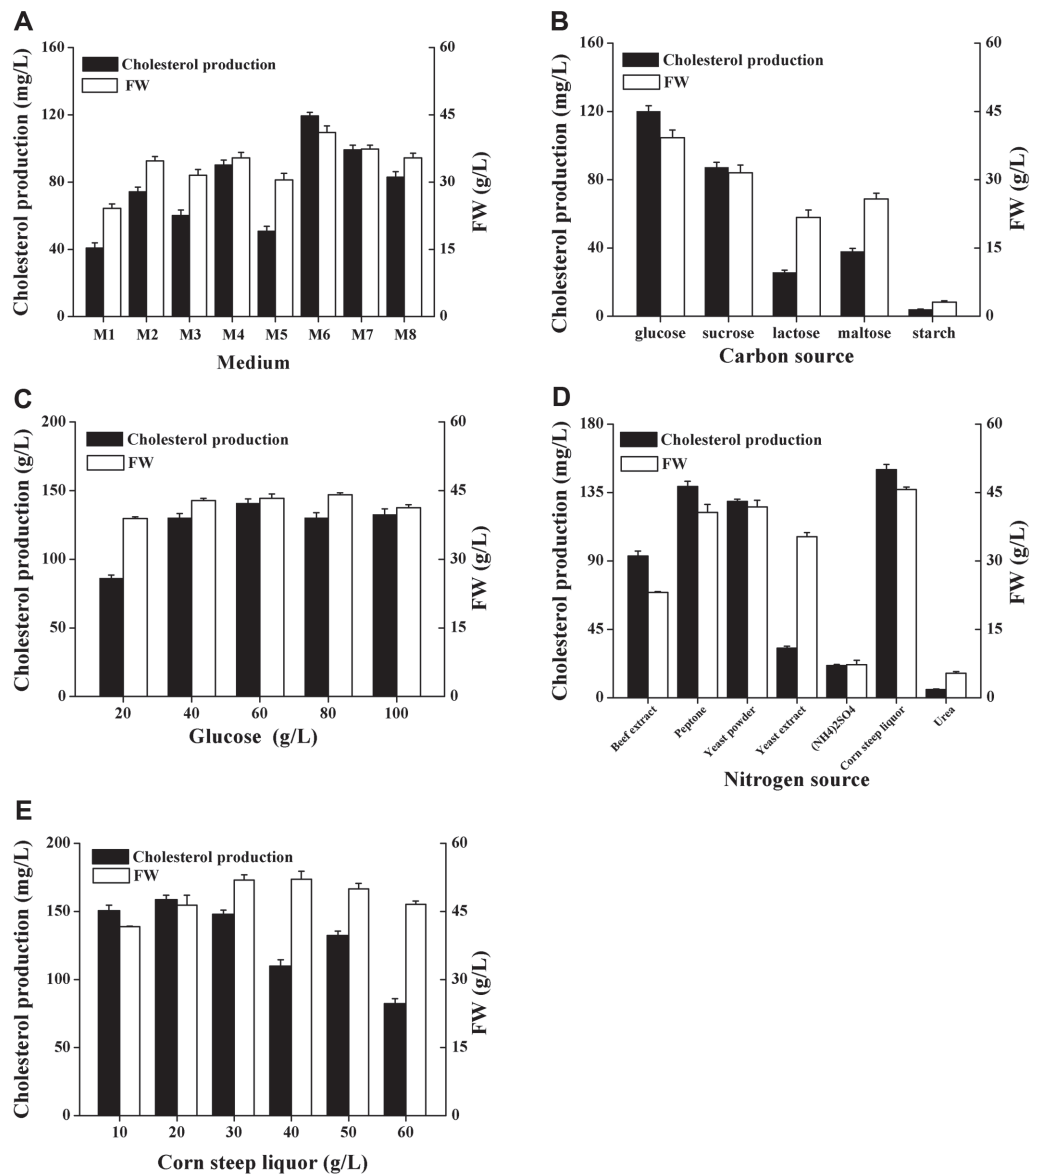 A
Cholesterol production (mg/L)
160
120
80
40
0
Cholesterol production
FW
60
45
30
15
0
FW (g/L)
M1 M2 M3 M4 M5 M6 M7 M8
Medium
B
Cholesterol production (mg/L)
160
120
80
40
0
Cholesterol production
FW
60
45
30
15
0
FW (g/L)
glucose sucrose lactose maltose starch
Carbon source
C
Cholesterol production (g/L)
200
150
100
50
0
Cholesterol production
FW
60
45
30
15
0
FW (g/L)
20 40 60 80 100
Glucose (g/L)
D
Cholesterol production (mg/L)
180
135
90
45
0
Cholesterol production
FW
60
45
30
15
0
FW (g/L)
Beef extract
Peptone
Yeast powder
Yeast extract
(NH4)2SO4
Corn steep liquor
Urea
Nitrogen source
E
Cholesterol production (mg/L)
200
150
100
50
0
Cholesterol production
FW
60
45
30
15
0
FW (g/L)
10 20 30 40 50 60
Corn steep liquor (g/L)